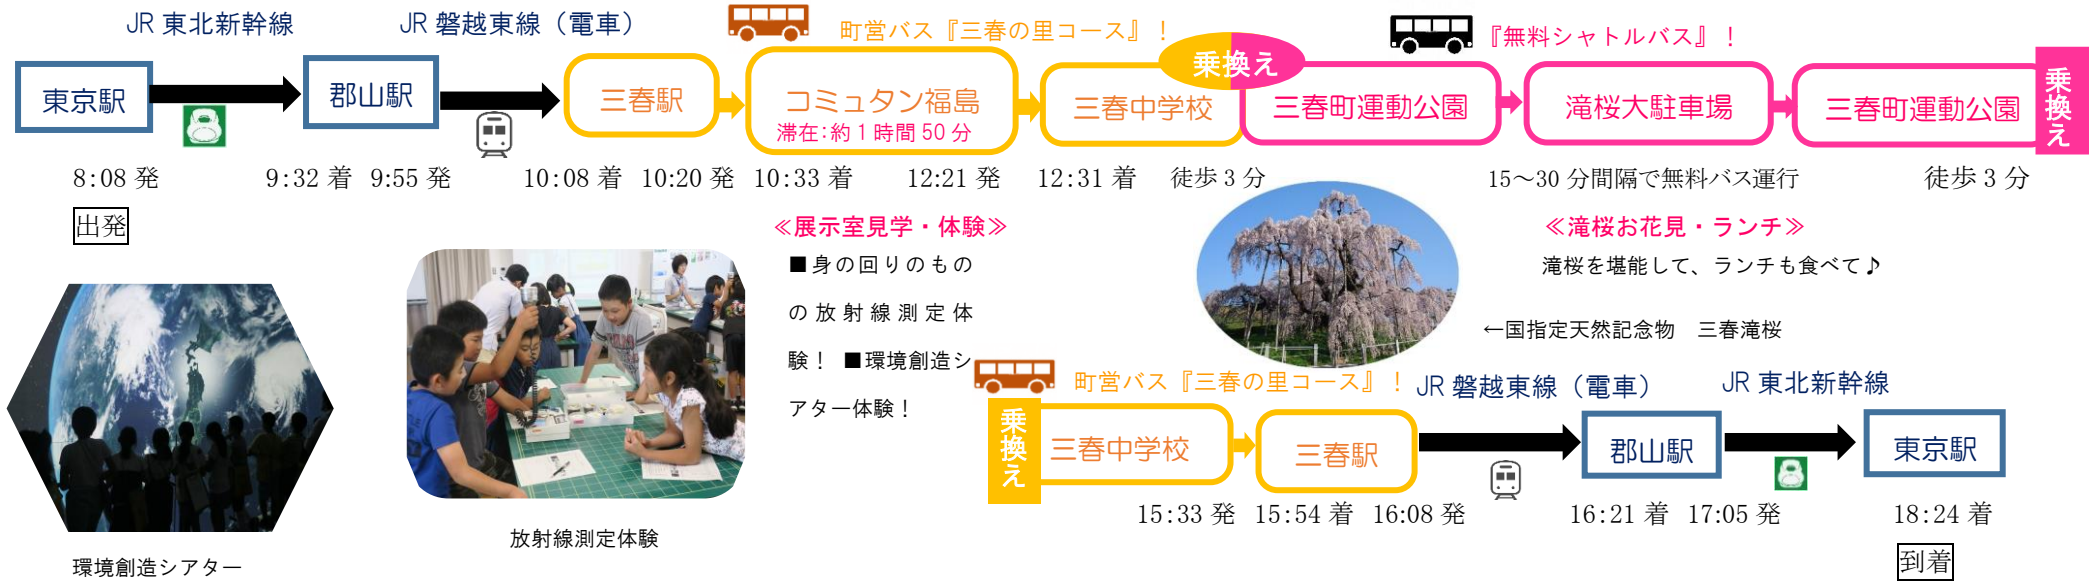 JR 東北新幹線
JR 磐越東線（電車）
町営バス『三春の里コース』！
『無料シャトルバス』！
東京駅
郡山駅
三春駅
コミュタン福島
滞在:約1時間50分
三春中学校
乗換え
三春町運動公園
滝桜大駐車場
三春町運動公園
乗換え
8:08 発
9:32 着
9:55 発
10:08 着
10:20 発
10:33 着
12:21 発
12:31 着
徒歩3分
15～30分間隔で無料バス運行
徒歩3分
出発
≪展示室見学・体験≫
■身の回りのもの
の放射線測定体
験！ ■環境創造シ
アター体験！
≪滝桜お花見・ランチ≫
滝桜を堪能して、ランチも食べて♪
←国指定天然記念物　三春滝桜
環境創造シアター
放射線測定体験
町営バス『三春の里コース』！
JR 磐越東線（電車）
JR 東北新幹線
乗換え
三春中学校
三春駅
郡山駅
東京駅
15:33 発
15:54 着
16:08 発
16:21 着
17:05 発
18:24 着
到着